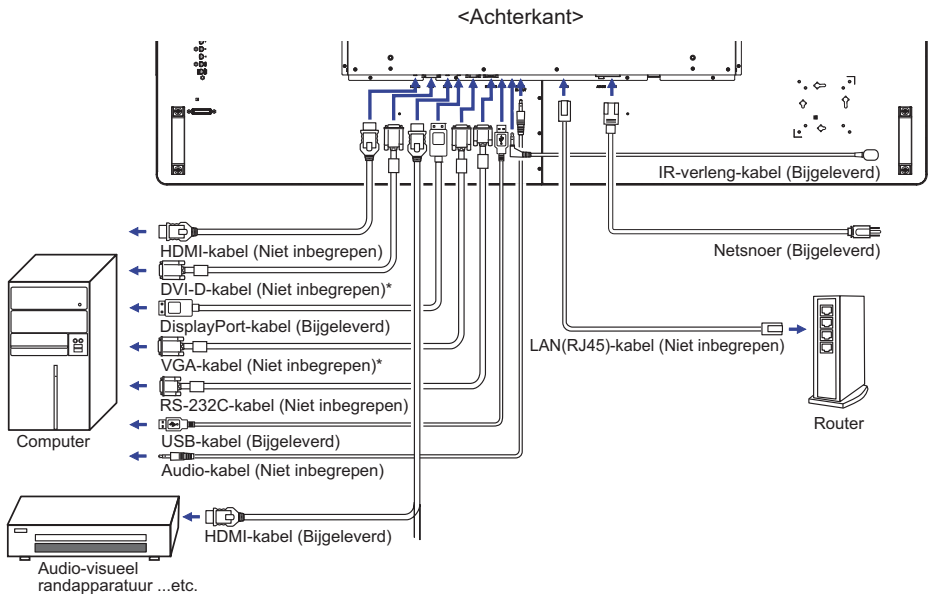 <Achterkant>
IR-verleng-kabel (Bijgeleverd)
HDMI-kabel (Niet inbegrepen)
Netsnoer (Bijgeleverd)
DVI-D-kabel (Niet inbegrepen)*
DisplayPort-kabel (Bijgeleverd)
LAN(RJ45)-kabel (Niet inbegrepen)
VGA-kabel (Niet inbegrepen)*
RS-232C-kabel (Niet inbegrepen)
Router
Computer
USB-kabel (Bijgeleverd)
Audio-kabel (Niet inbegrepen)
HDMI-kabel (Bijgeleverd)
Audio-visueel
randapparatuur ...etc.